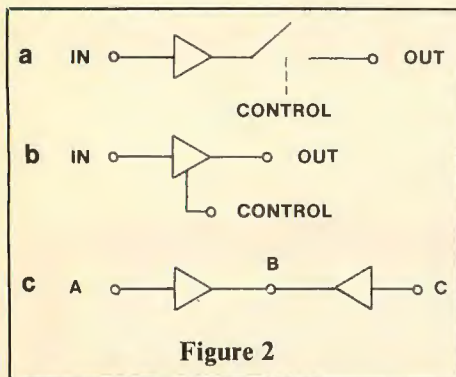 a IN OUT
CONTROL
b IN OUT
CONTROL
B
c A C
Figure 2